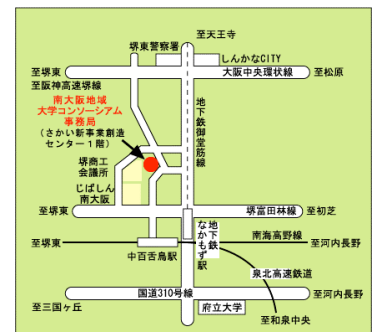 至天王寺
堺東警察署
しんかなCITY
至堺東
大阪中央環状線
至松原
至阪神高速堺線
南大阪地域
大学コンソーシアム
事務局
(さかい新事業創造
センター1階)
地下鉄御堂筋線
堺商工
会議所
じばしん
南大阪
至堺東
堺富田林線
至初芝
地下鉄
なかもず駅
至堺東
南海高野線
至河内長野
中百舌鳥駅
泉北高速鉄道
国道310号線
至河内長野
至三国ヶ丘
府立大学
至和泉中央